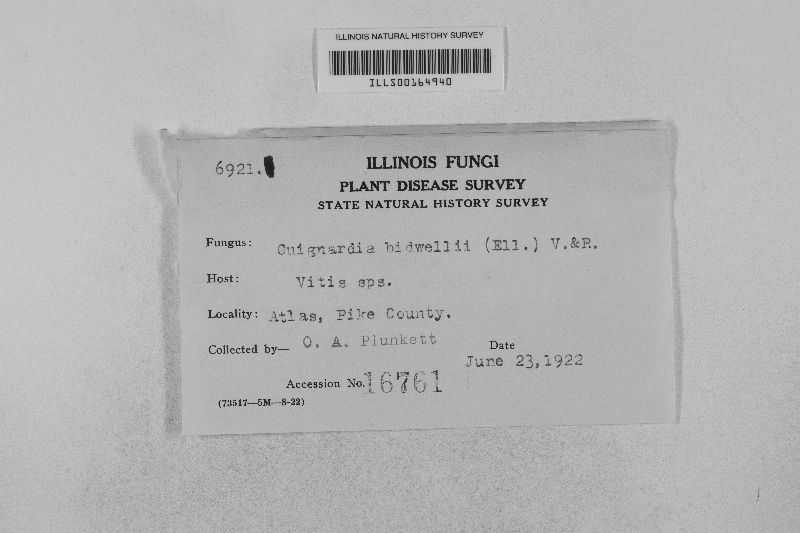 ILLINOIS NATURAL HISTORY SURVEY
ILLS00164940
6921.
ILLINOIS FUNGI
PLANT DISEASE SURVEY
STATE NATURAL HISTORY SURVEY
Fungus: Guignardia bidwellii (Ell.) V.&R.
Host: Vitis sps.
Locality: Atlas, Pike County.
Collected by— O. A. Plunkett Date
June 23,1922
Accession No. 16761
(73517—5M—8-22)